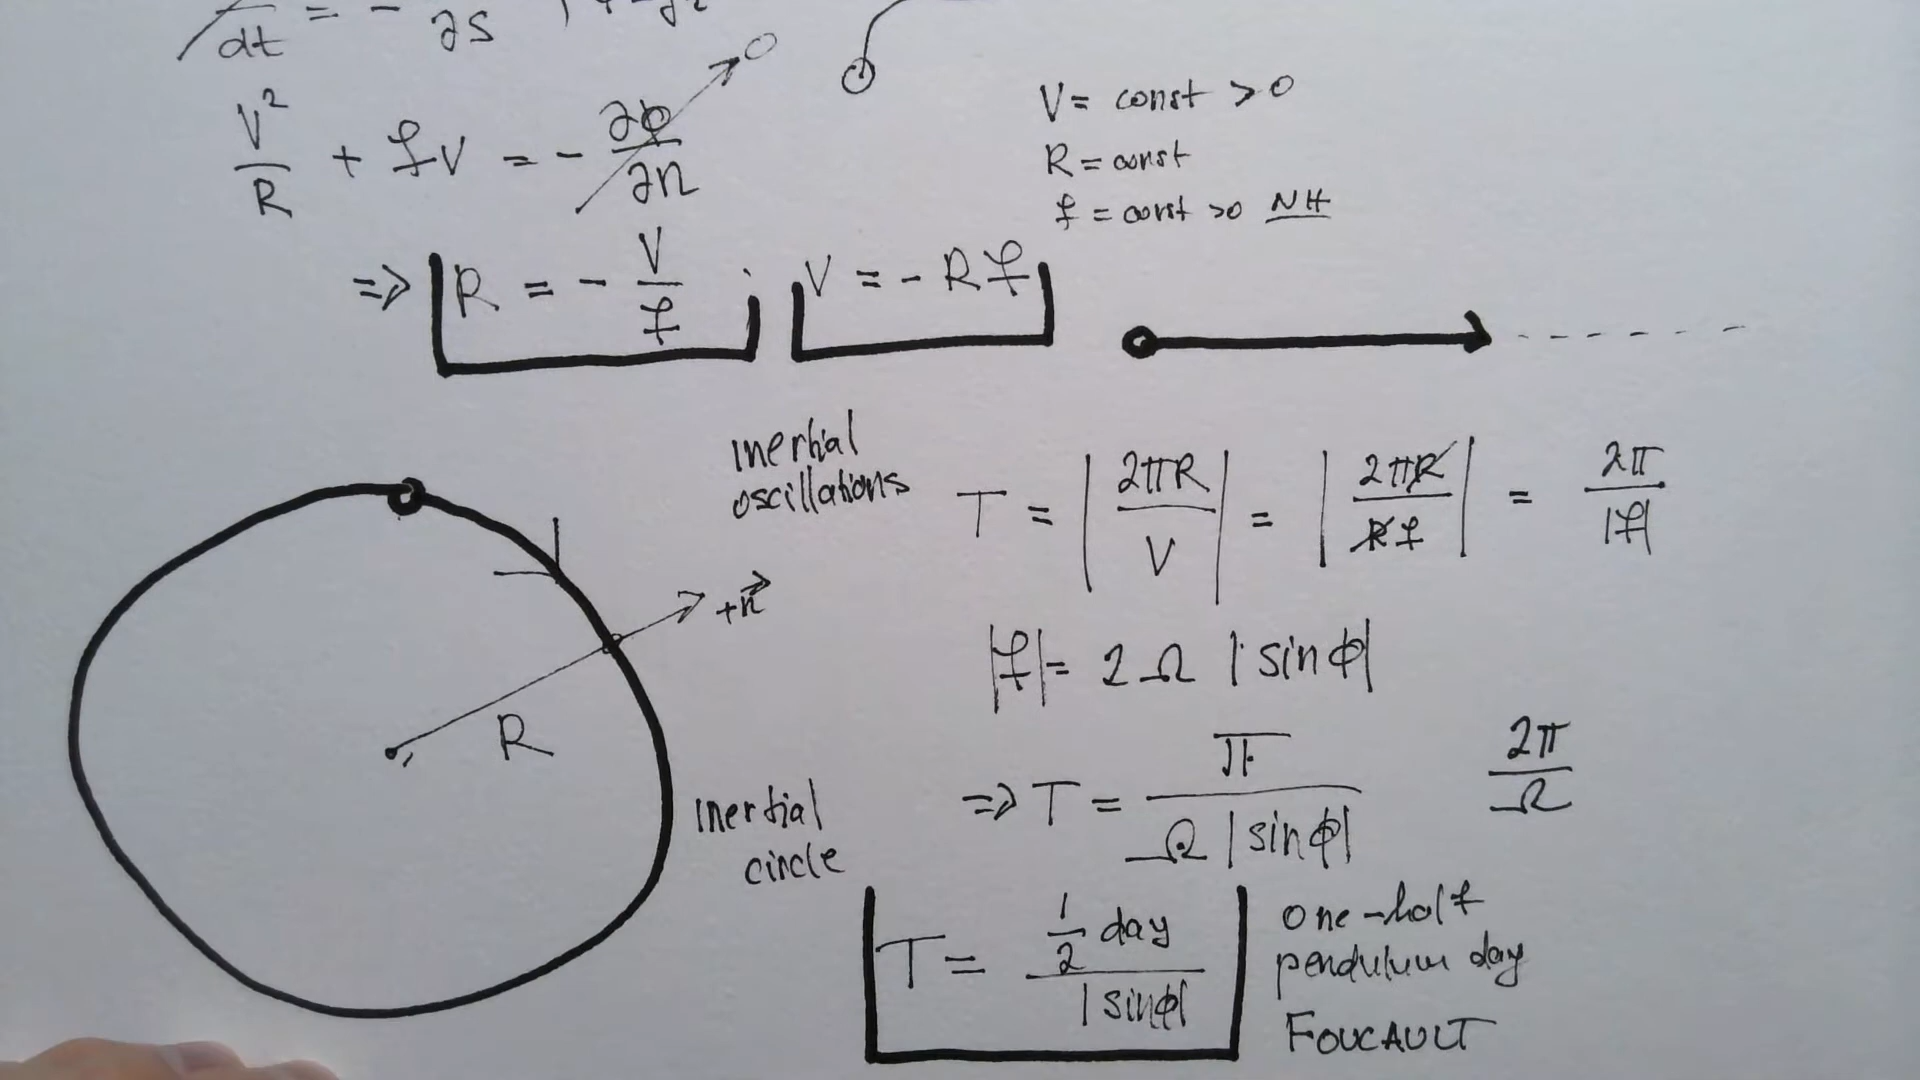 dt = - ∂S
V²/R + fV = - ∂φ/∂n → 0
V = const > 0
R = const
f = const > 0 NH
=> R = - V/f ; V = - Rf
inertial
oscillations
T = |2πR/V| = |2πR/Rf| = 2π/|f|
+n⃗
|f| = 2Ω |sinφ|
R
=> T = π/Ω|sinφ|
2π/Ω
Inertial
circle
T = ½ day/|sinφ|
one-half
pendulum day
FOUCAULT